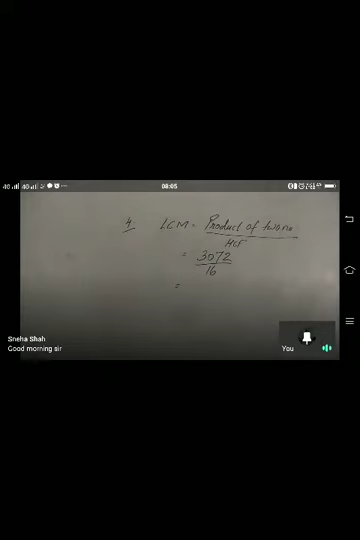 08:05
4. LCM = Product of two no
HCF
= 3072
16
=
Sneha Shah
Good morning sir
You